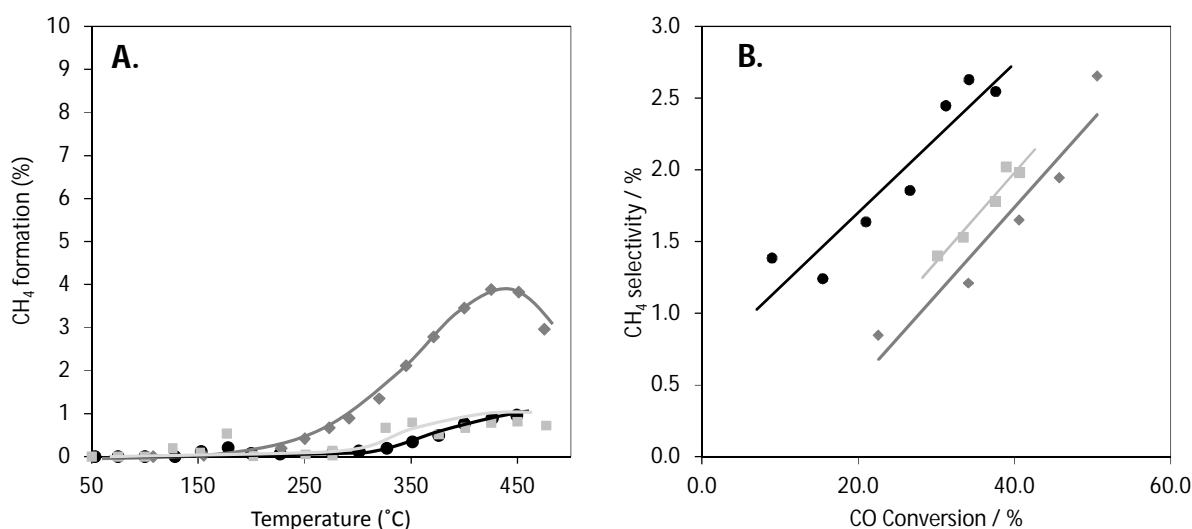 A.
10
9
8
7
6
5
4
3
2
1
0
CH₄ formation (%)
50 150 250 350 450
Temperature (˚C)
B.
3.0
2.5
2.0
1.5
1.0
0.5
0.0
CH₄ selectivity / %
0.0 20.0 40.0 60.0
CO Conversion / %